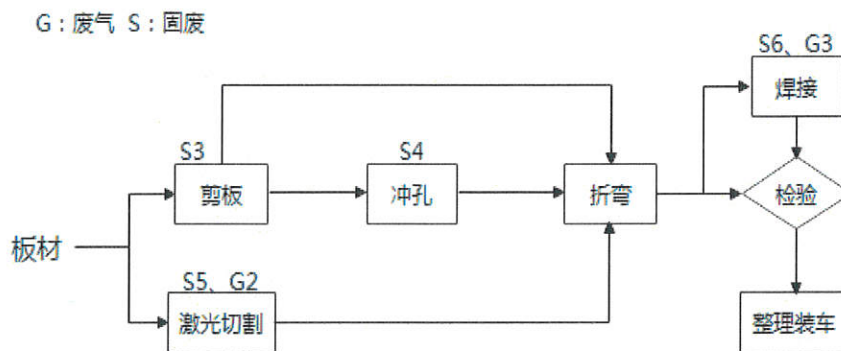 G：废气 S：固废
S6、G3
焊接
S3
S4
剪板
冲孔
折弯
检验
板材
S5、G2
激光切割
整理装车